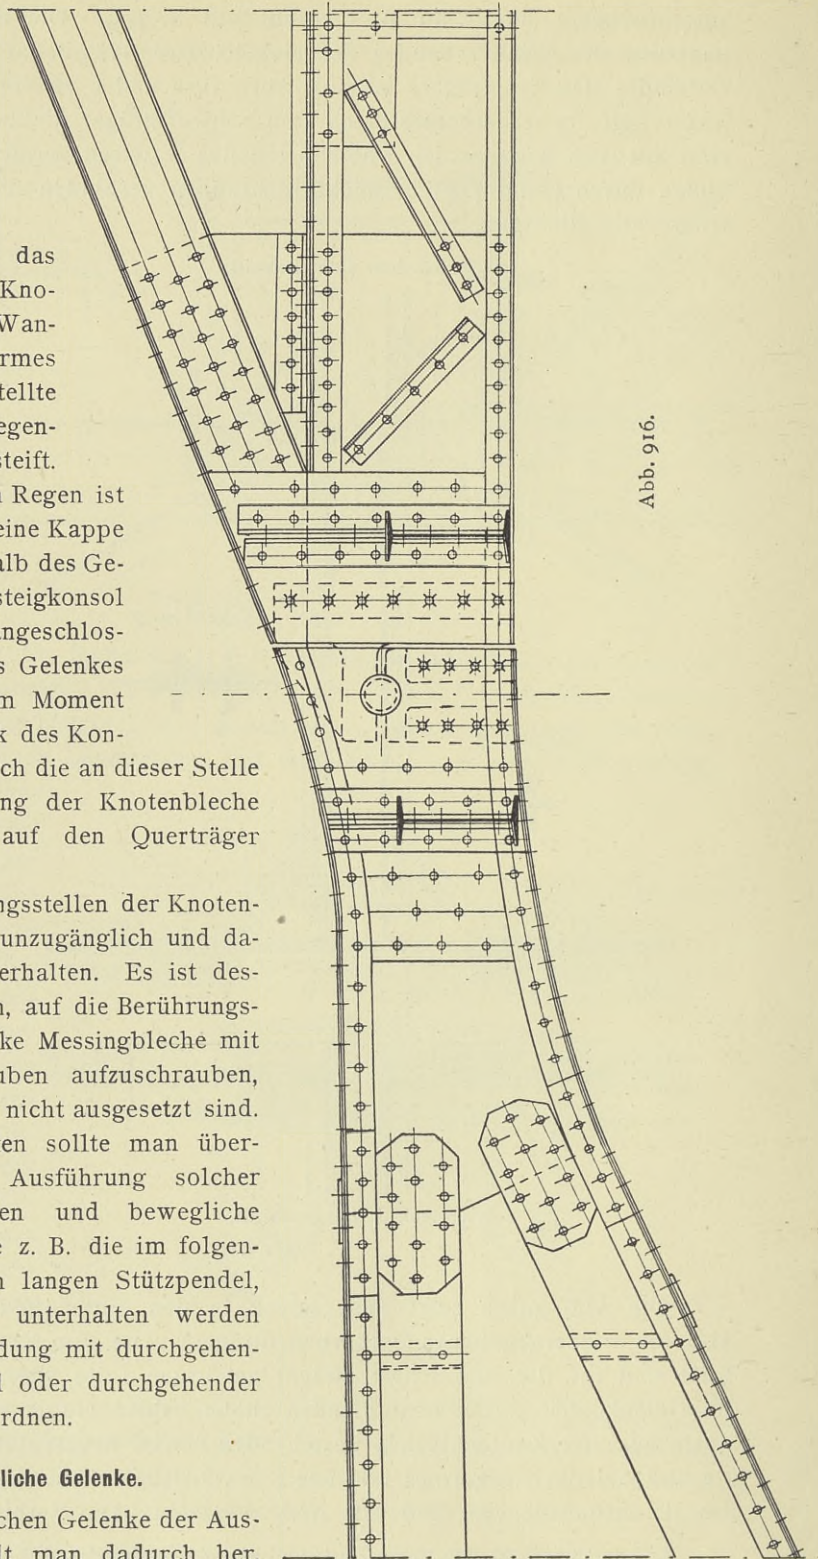 das
Kno-
Wan-
rmes
stellte
egen-
steift.
Regen ist
eine Kappe
alb des Ge-
steigkonsol
angeschlos-
s Gelenkes
m Moment
k des Kon-
ch die an dieser Stelle
ng der Knotenbleche
auf den Querträger
ngsstellen der Knoten-
unzugänglich und da-
erhalten. Es ist des-
n, auf die Berührungs-
ke Messingbleche mit
uben aufzuschrauben,
nicht ausgesetzt sind.
en sollte man über-
Ausführung solcher
en und bewegliche
e z. B. die im folgen-
n langen Stützpendel,
unterhalten werden
dung mit durchgehen-
l oder durchgehender
rdnen.
liche Gelenke.
chen Gelenke der Aus-
lt man dadurch her,
Abb. 916.